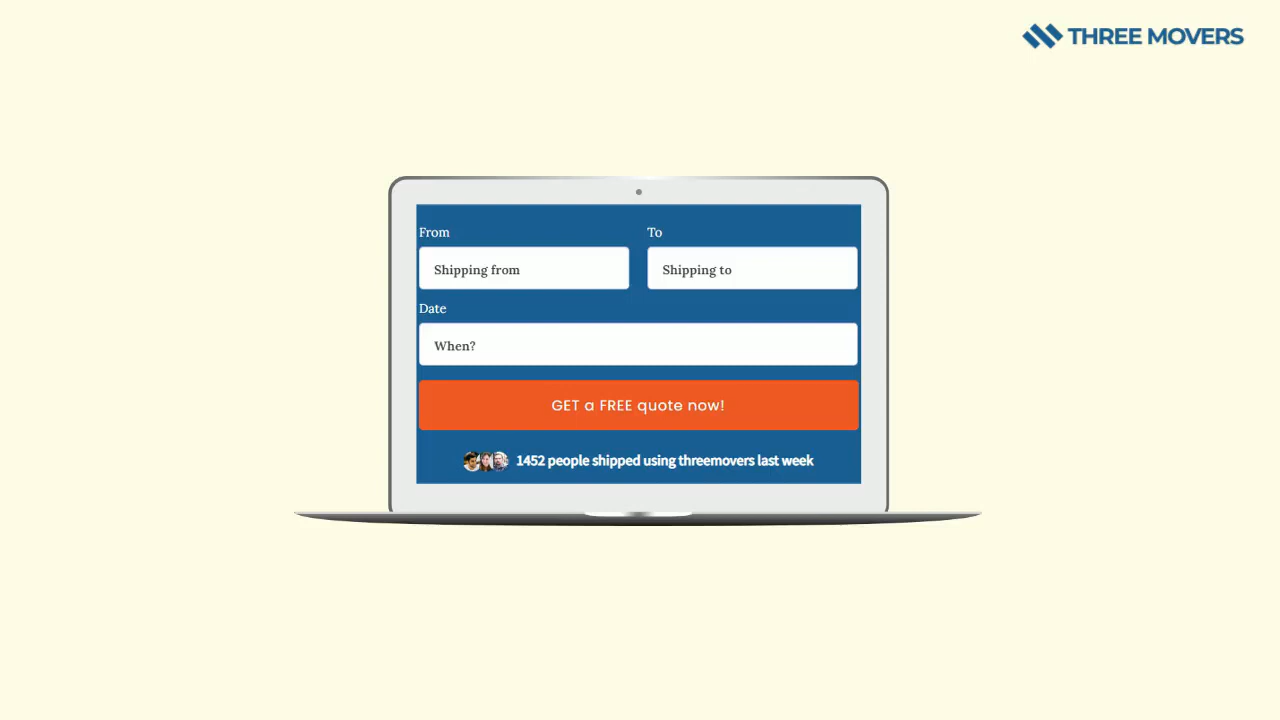 THREE MOVERS
From
To
Shipping from
Shipping to
Date
When?
GET a FREE quote now!
1452 people shipped using threemovers last week